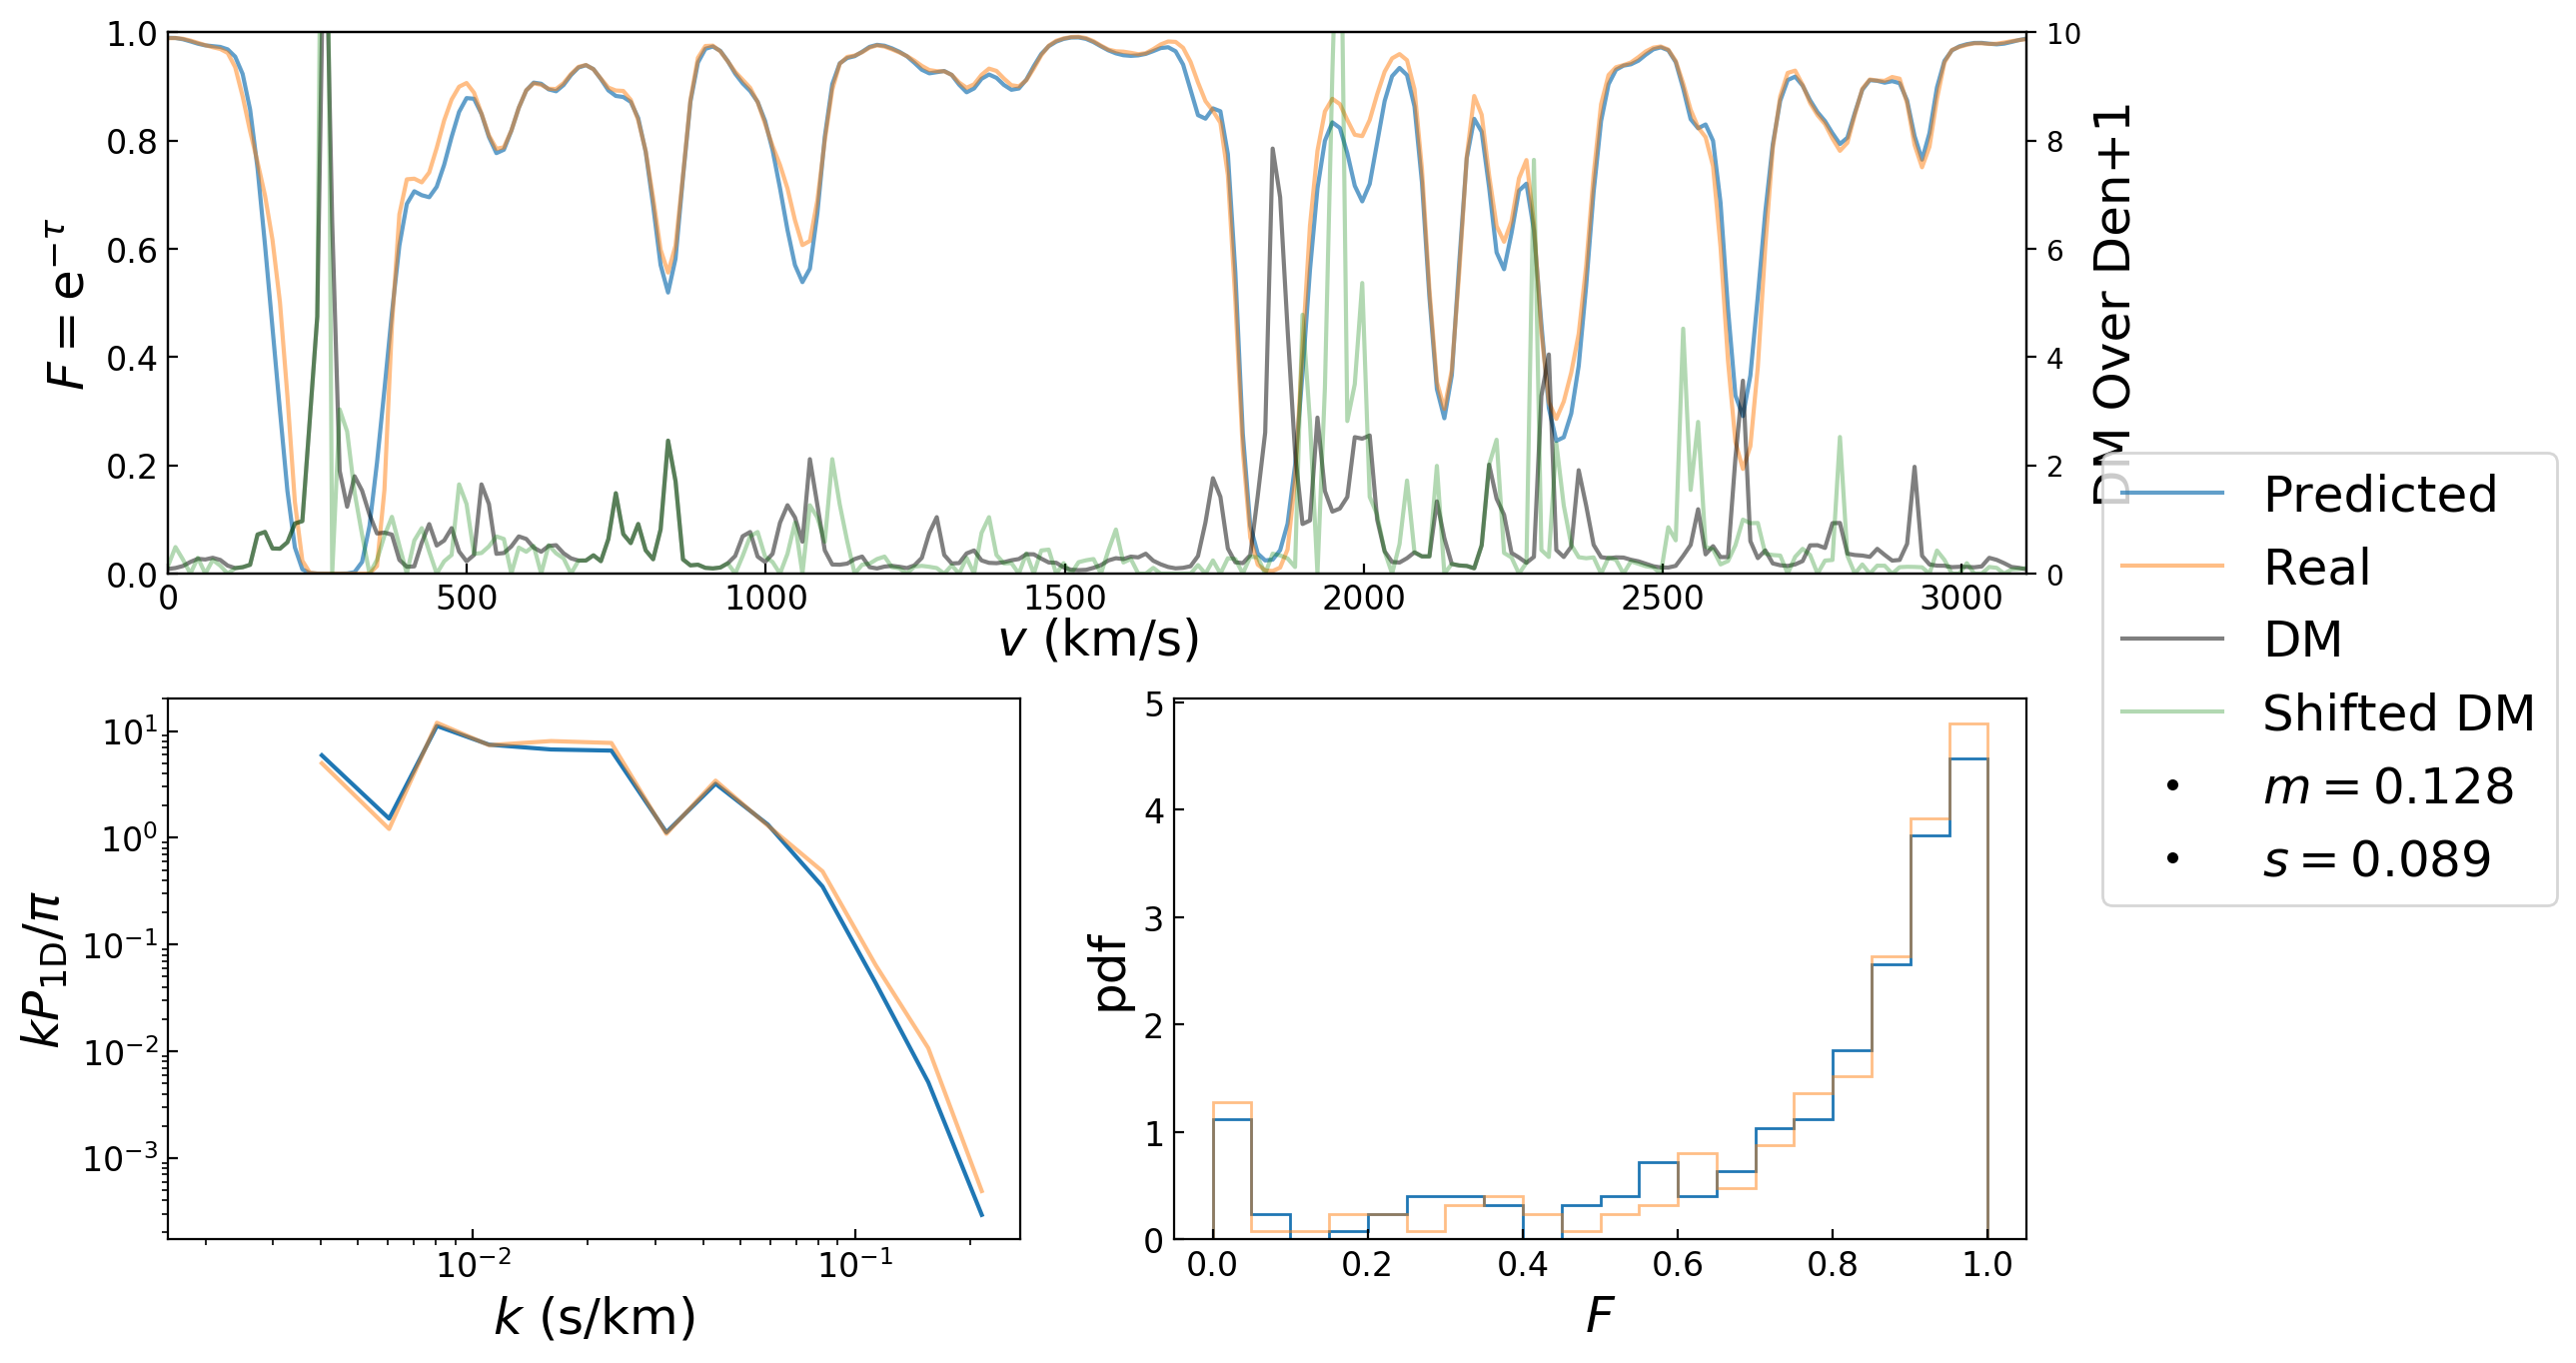 1.0
0.8
0.6
0.4
0.2
0.0
F = e^{−τ}
10
8
6
4
2
0
DM Over Den+1
0 500 1000 1500 2000 2500 3000
v (km/s)
Predicted
Real
DM
Shifted DM
m = 0.128
s = 0.089
10^1
10^0
10^{−1}
10^{−2}
10^{−3}
kP_{1D}/π
10^{−2} 10^{−1}
k (s/km)
5
4
3
2
1
0
pdf
0.0 0.2 0.4 0.6 0.8 1.0
F